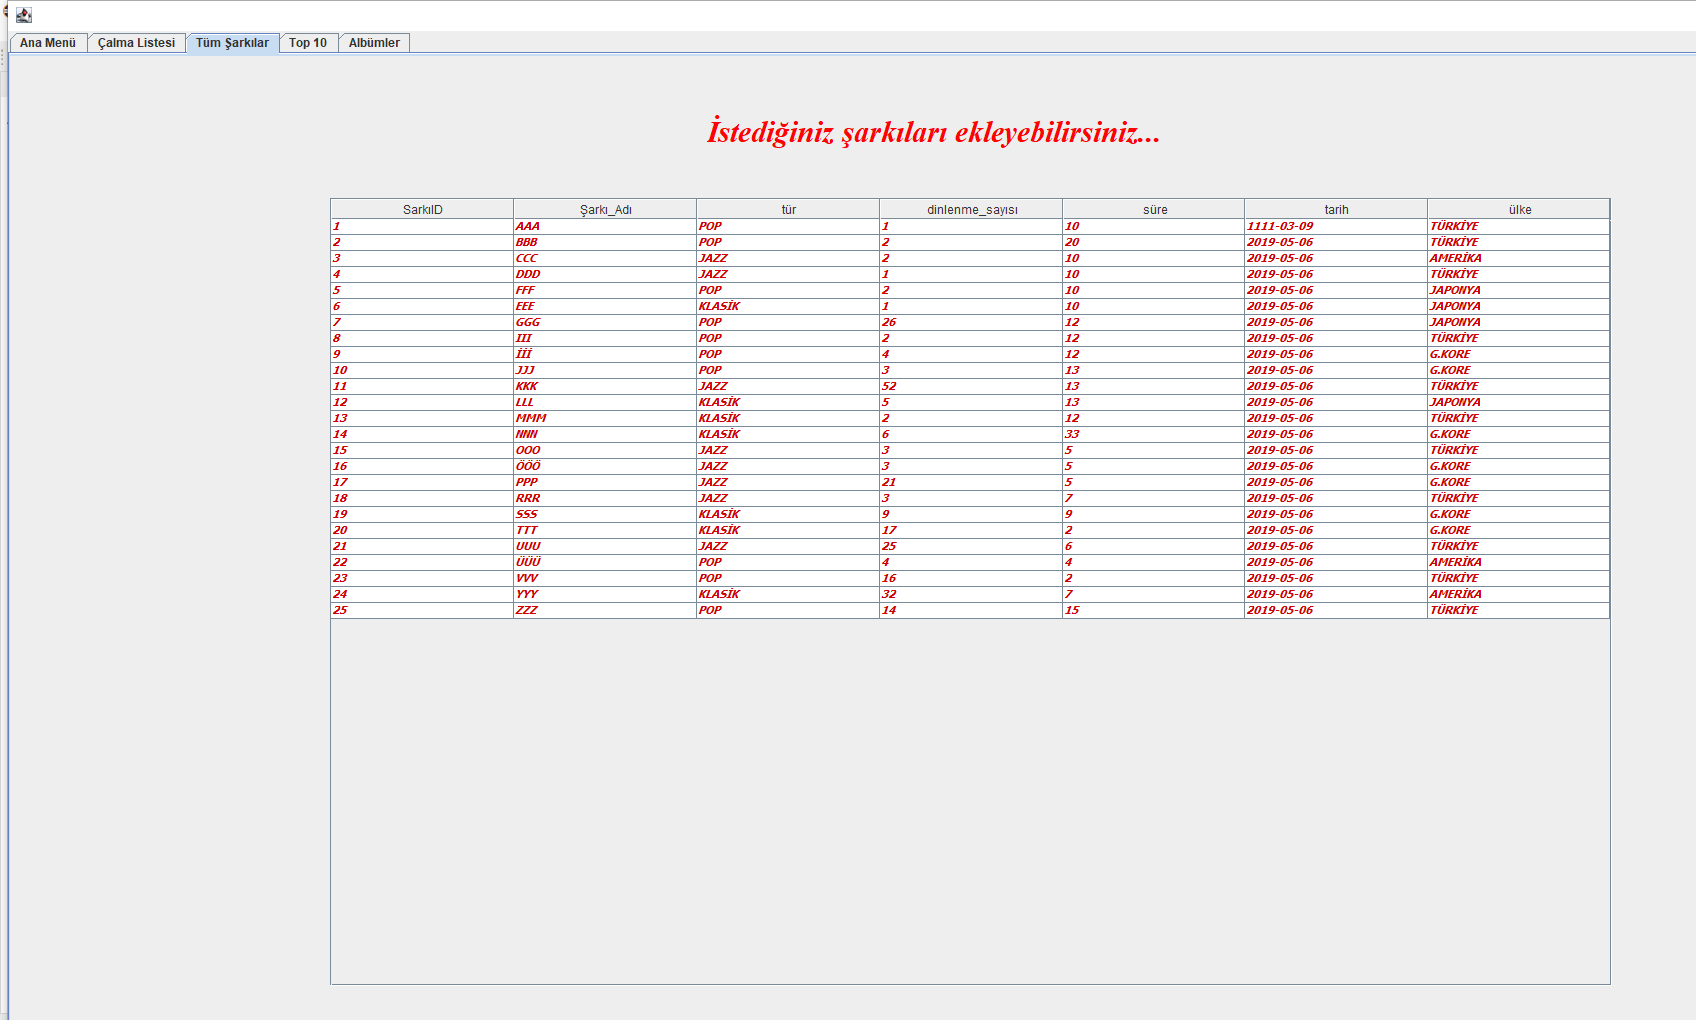 Ana Menü Çalma Listesi Tüm Şarkılar Top 10 Albümler
İstediğiniz şarkıları ekleyebilirsiniz...
SarkıID Şarkı_Adı tür dinlenme_sayısı süre tarih ülke
1 AAA POP 1 10 1111-03-09 TÜRKİYE
2 BBB POP 2 20 2019-05-06 TÜRKİYE
3 CCC JAZZ 2 10 2019-05-06 AMERİKA
4 DDD JAZZ 1 10 2019-05-06 TÜRKİYE
5 FFF POP 2 10 2019-05-06 JAPONYA
6 EEE KLASİK 1 10 2019-05-06 JAPONYA
7 GGG POP 26 12 2019-05-06 JAPONYA
8 III POP 2 12 2019-05-06 TÜRKİYE
9 İİİ POP 4 12 2019-05-06 G.KORE
10 JJJ POP 3 13 2019-05-06 G.KORE
11 KKK JAZZ 52 13 2019-05-06 TÜRKİYE
12 LLL KLASİK 5 13 2019-05-06 JAPONYA
13 MMM KLASİK 2 12 2019-05-06 TÜRKİYE
14 NNN KLASİK 6 33 2019-05-06 G.KORE
15 OOO JAZZ 3 5 2019-05-06 TÜRKİYE
16 ÖÖÖ JAZZ 3 5 2019-05-06 G.KORE
17 PPP JAZZ 21 5 2019-05-06 G.KORE
18 RRR JAZZ 3 7 2019-05-06 TÜRKİYE
19 SSS KLASİK 9 9 2019-05-06 G.KORE
20 TTT KLASİK 17 2 2019-05-06 G.KORE
21 UUU JAZZ 25 6 2019-05-06 TÜRKİYE
22 ÜÜÜ POP 4 4 2019-05-06 AMERİKA
23 VVV POP 16 2 2019-05-06 TÜRKİYE
24 YYY KLASİK 32 7 2019-05-06 AMERİKA
25 ZZZ POP 14 15 2019-05-06 TÜRKİYE